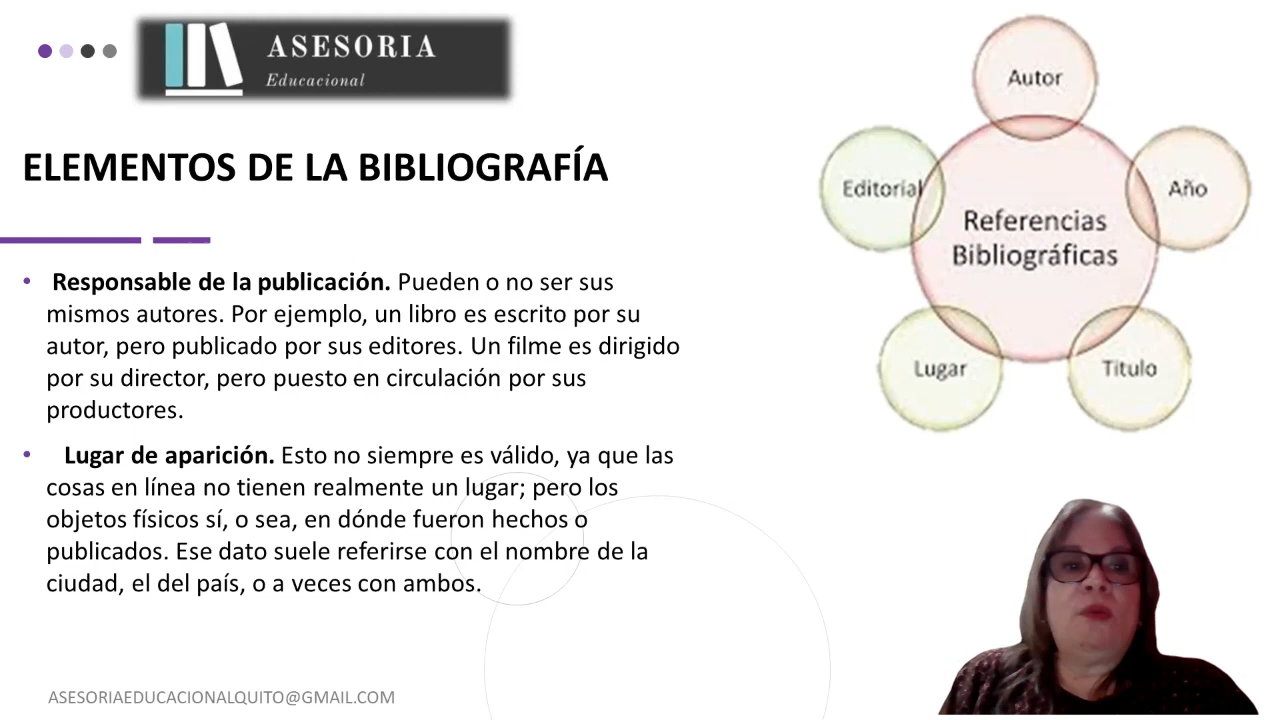 ASESORIA
Educacional
ELEMENTOS DE LA BIBLIOGRAFÍA
• Responsable de la publicación. Pueden o no ser sus
mismos autores. Por ejemplo, un libro es escrito por su
autor, pero publicado por sus editores. Un filme es dirigido
por su director, pero puesto en circulación por sus
productores.
• Lugar de aparición. Esto no siempre es válido, ya que las
cosas en línea no tienen realmente un lugar; pero los
objetos físicos sí, o sea, en dónde fueron hechos o
publicados. Ese dato suele referirse con el nombre de la
ciudad, el del país, o a veces con ambos.
Autor
Editorial
Año
Referencias
Bibliográficas
Lugar
Titulo
ASESORIAEDUCACIONALQUITO@GMAIL.COM